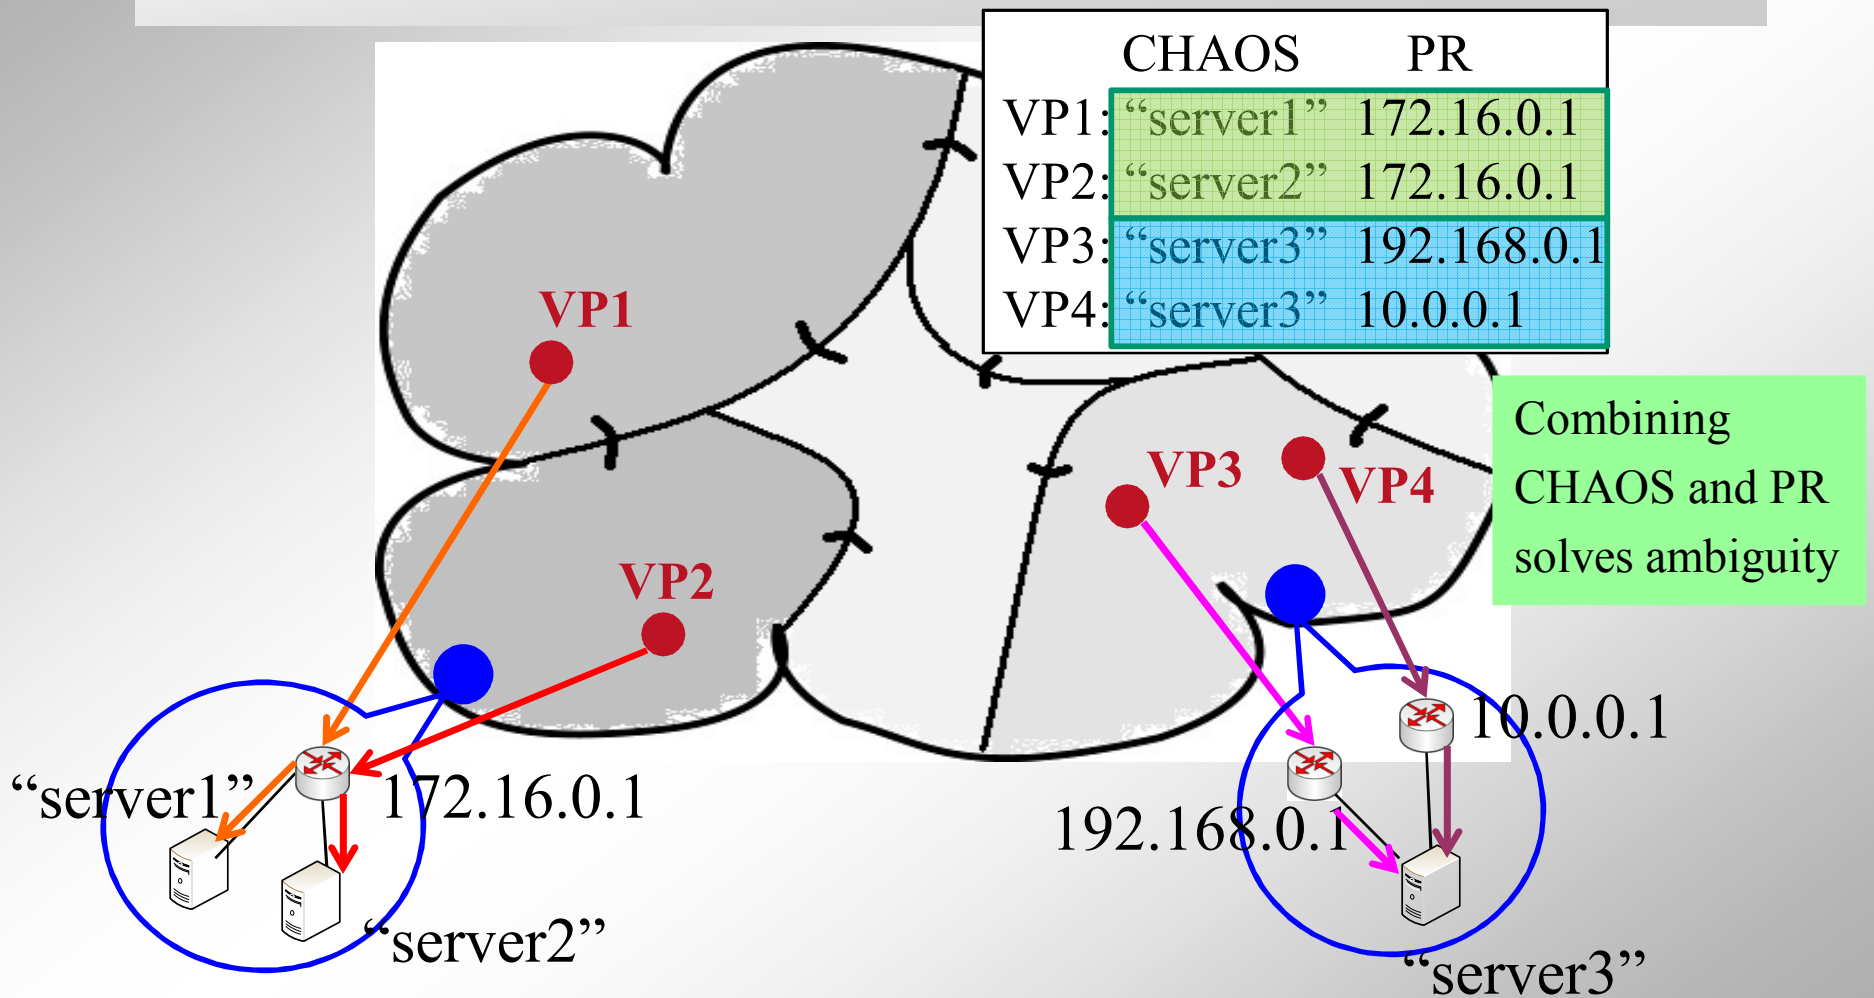 CHAOS PR
VP1: “server1” 172.16.0.1
VP2: “server2” 172.16.0.1
VP3: “server3” 192.168.0.1
VP4: “server3” 10.0.0.1
Combining
CHAOS and PR
solves ambiguity
VP1
VP2
VP3
VP4
“server1”
172.16.0.1
“server2”
10.0.0.1
192.168.0.1
“server3”